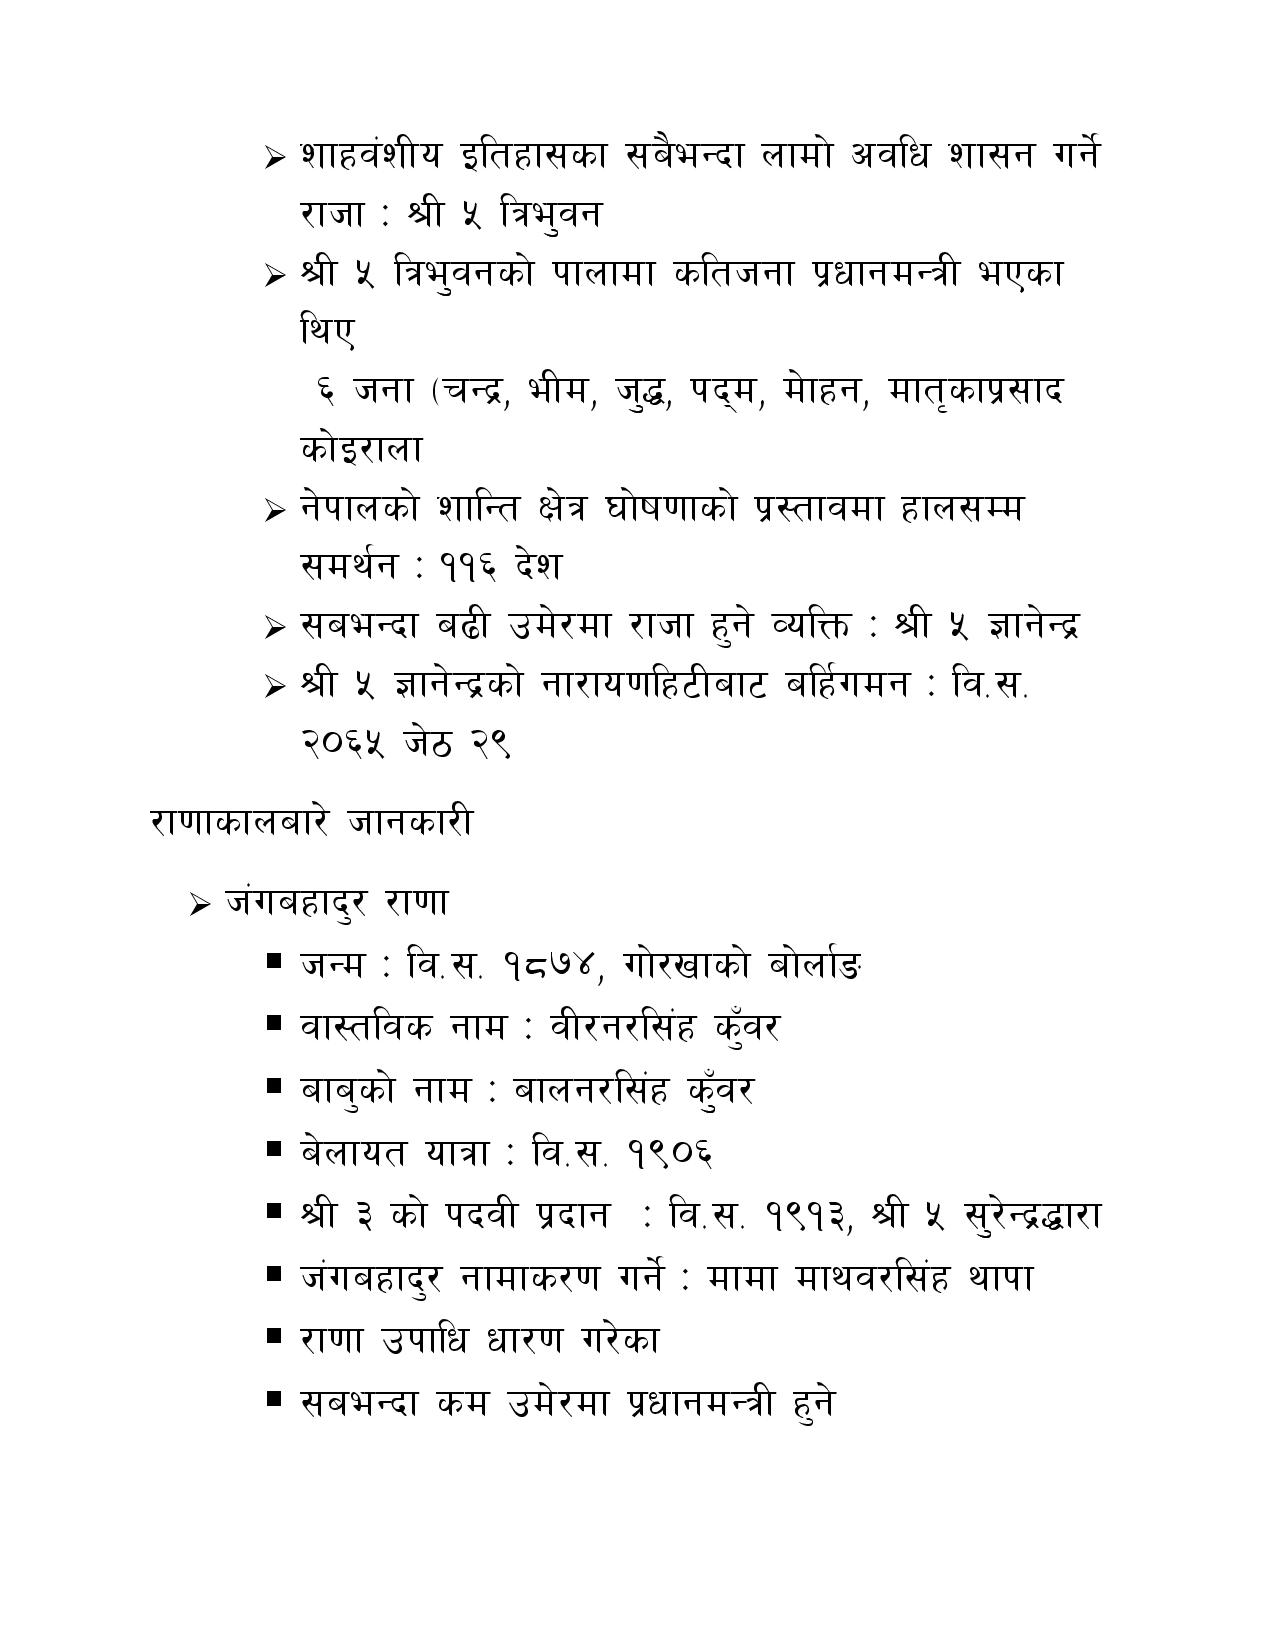 ➢ शाहवंशीय इतिहासका सबैभन्दा लामो अवधि शासन गर्ने
राजा : श्री ५ त्रिभुवन
➢ श्री ५ त्रिभुवनको पालामा कतिजना प्रधानमन्त्री भएका
थिए
६ जना (चन्द्र, भीम, जुद्ध, पद्म, मेाहन, मातृकाप्रसाद
कोइराला
➢ नेपालको शान्ति क्षेत्र घोषणाको प्रस्तावमा हालसम्म
समर्थन : ११६ देश
➢ सबभन्दा बढी उमेरमा राजा हुने व्यक्ति : श्री ५ ज्ञानेन्द्र
➢ श्री ५ ज्ञानेन्द्रको नारायणहिटीबाट बर्हिगमन : वि.स.
२०६५ जेठ २९
राणाकालबारे जानकारी
➢ जंगबहादुर राणा
▪ जन्म : वि.स. १८७४, गोरखाको बोर्लाङ
▪ वास्तविक नाम : वीरनरसिंह कुँवर
▪ बाबुको नाम : बालनरसिंह कुँवर
▪ बेलायत यात्रा : वि.स. १९०६
▪ श्री ३ को पदवी प्रदान : वि.स. १९१३, श्री ५ सुरेन्द्रद्धारा
▪ जंगबहादुर नामाकरण गर्ने : मामा माथवरसिंह थापा
▪ राणा उपाधि धारण गरेका
▪ सबभन्दा कम उमेरमा प्रधानमन्त्री हुने